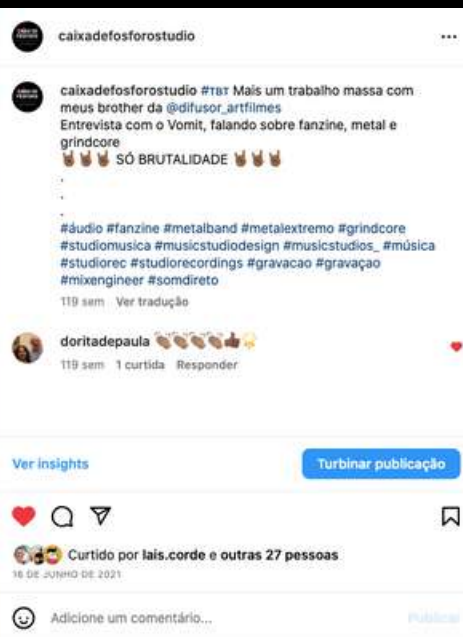 caixadefosforostudio
caixadefosforostudio #TBT Mais um trabalho massa com
meus brother da @difusor_artfilmes
Entrevista com o Vomit, falando sobre fanzine, metal e
grindcore
🤘🏾🤘🏾🤘🏾 SÓ BRUTALIDADE 🤘🏾🤘🏾🤘🏾
.
.
.
#áudio #fanzine #metalband #metalextremo #grindcore
#studiomusica #musicstudiodesign #musicstudios_ #música
#studiorec #studiorecordings #gravacao #gravaçao
#mixengineer #somdireto
119 sem Ver tradução
doritadepaula 👏🏽👏🏽👏🏽👏🏽👍🏾🌟
119 sem 1 curtida Responder
Ver insights Turbinar publicação
Curtido por lais.corde e outras 27 pessoas
16 DE JUNHO DE 2021
Adicione um comentário... Publicar